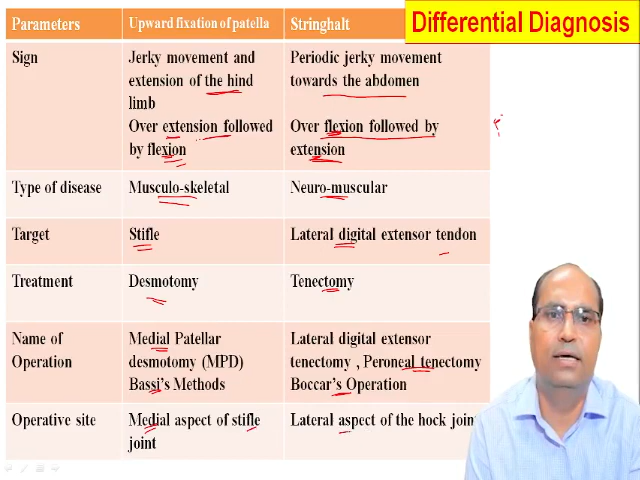 Differential Diagnosis
Parameters Upward fixation of patella Stringhalt
Sign Jerky movement and Periodic jerky movement
extension of the hind towards the abdomen
limb
Over extension followed Over flexion followed by
by flexion extension
Type of disease Musculo-skeletal Neuro-muscular
Target Stifle Lateral digital extensor tendon
Treatment Desmotomy Tenectomy
Name of Medial Patellar Lateral digital extensor
Operation desmotomy (MPD) tenectomy , Peroneal tenectomy
Bassi's Methods Boccar's Operation
Operative site Medial aspect of stifle Lateral aspect of the hock joint
joint